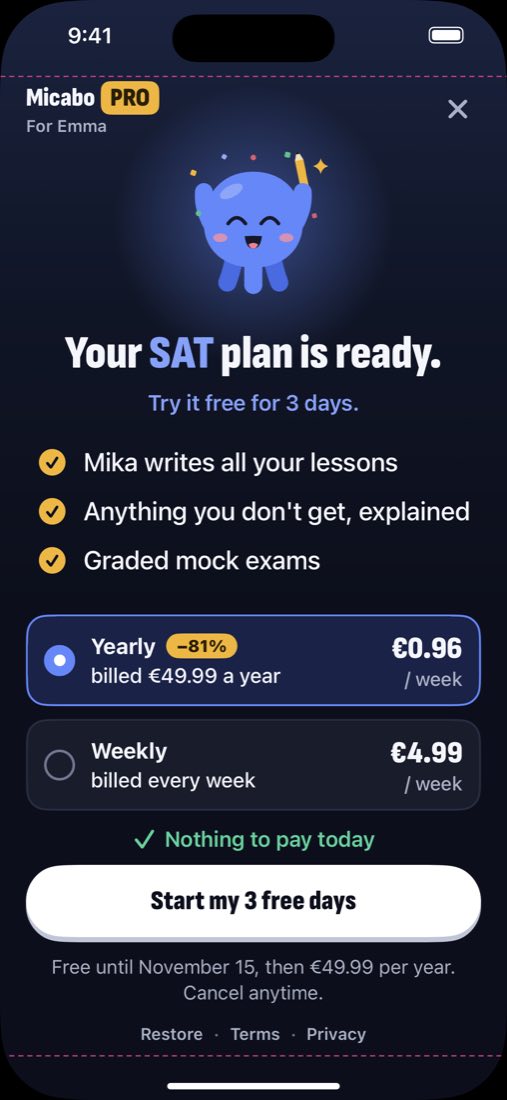 9:41
Micabo PRO
For Emma
Your SAT plan is ready.
Try it free for 3 days.
Mika writes all your lessons
Anything you don't get, explained
Graded mock exams
Yearly −81%
billed €49.99 a year
€0.96
/ week
Weekly
billed every week
€4.99
/ week
Nothing to pay today
Start my 3 free days
Free until November 15, then €49.99 per year.
Cancel anytime.
Restore · Terms · Privacy